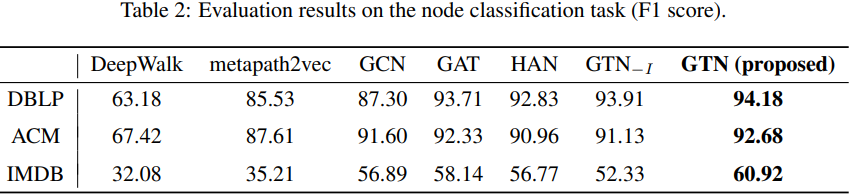 Table 2: Evaluation results on the node classification task (F1 score).
DeepWalk metapath2vec GCN GAT HAN GTN−I GTN (proposed)
DBLP 63.18 85.53 87.30 93.71 92.83 93.91 94.18
ACM 67.42 87.61 91.60 92.33 90.96 91.13 92.68
IMDB 32.08 35.21 56.89 58.14 56.77 52.33 60.92